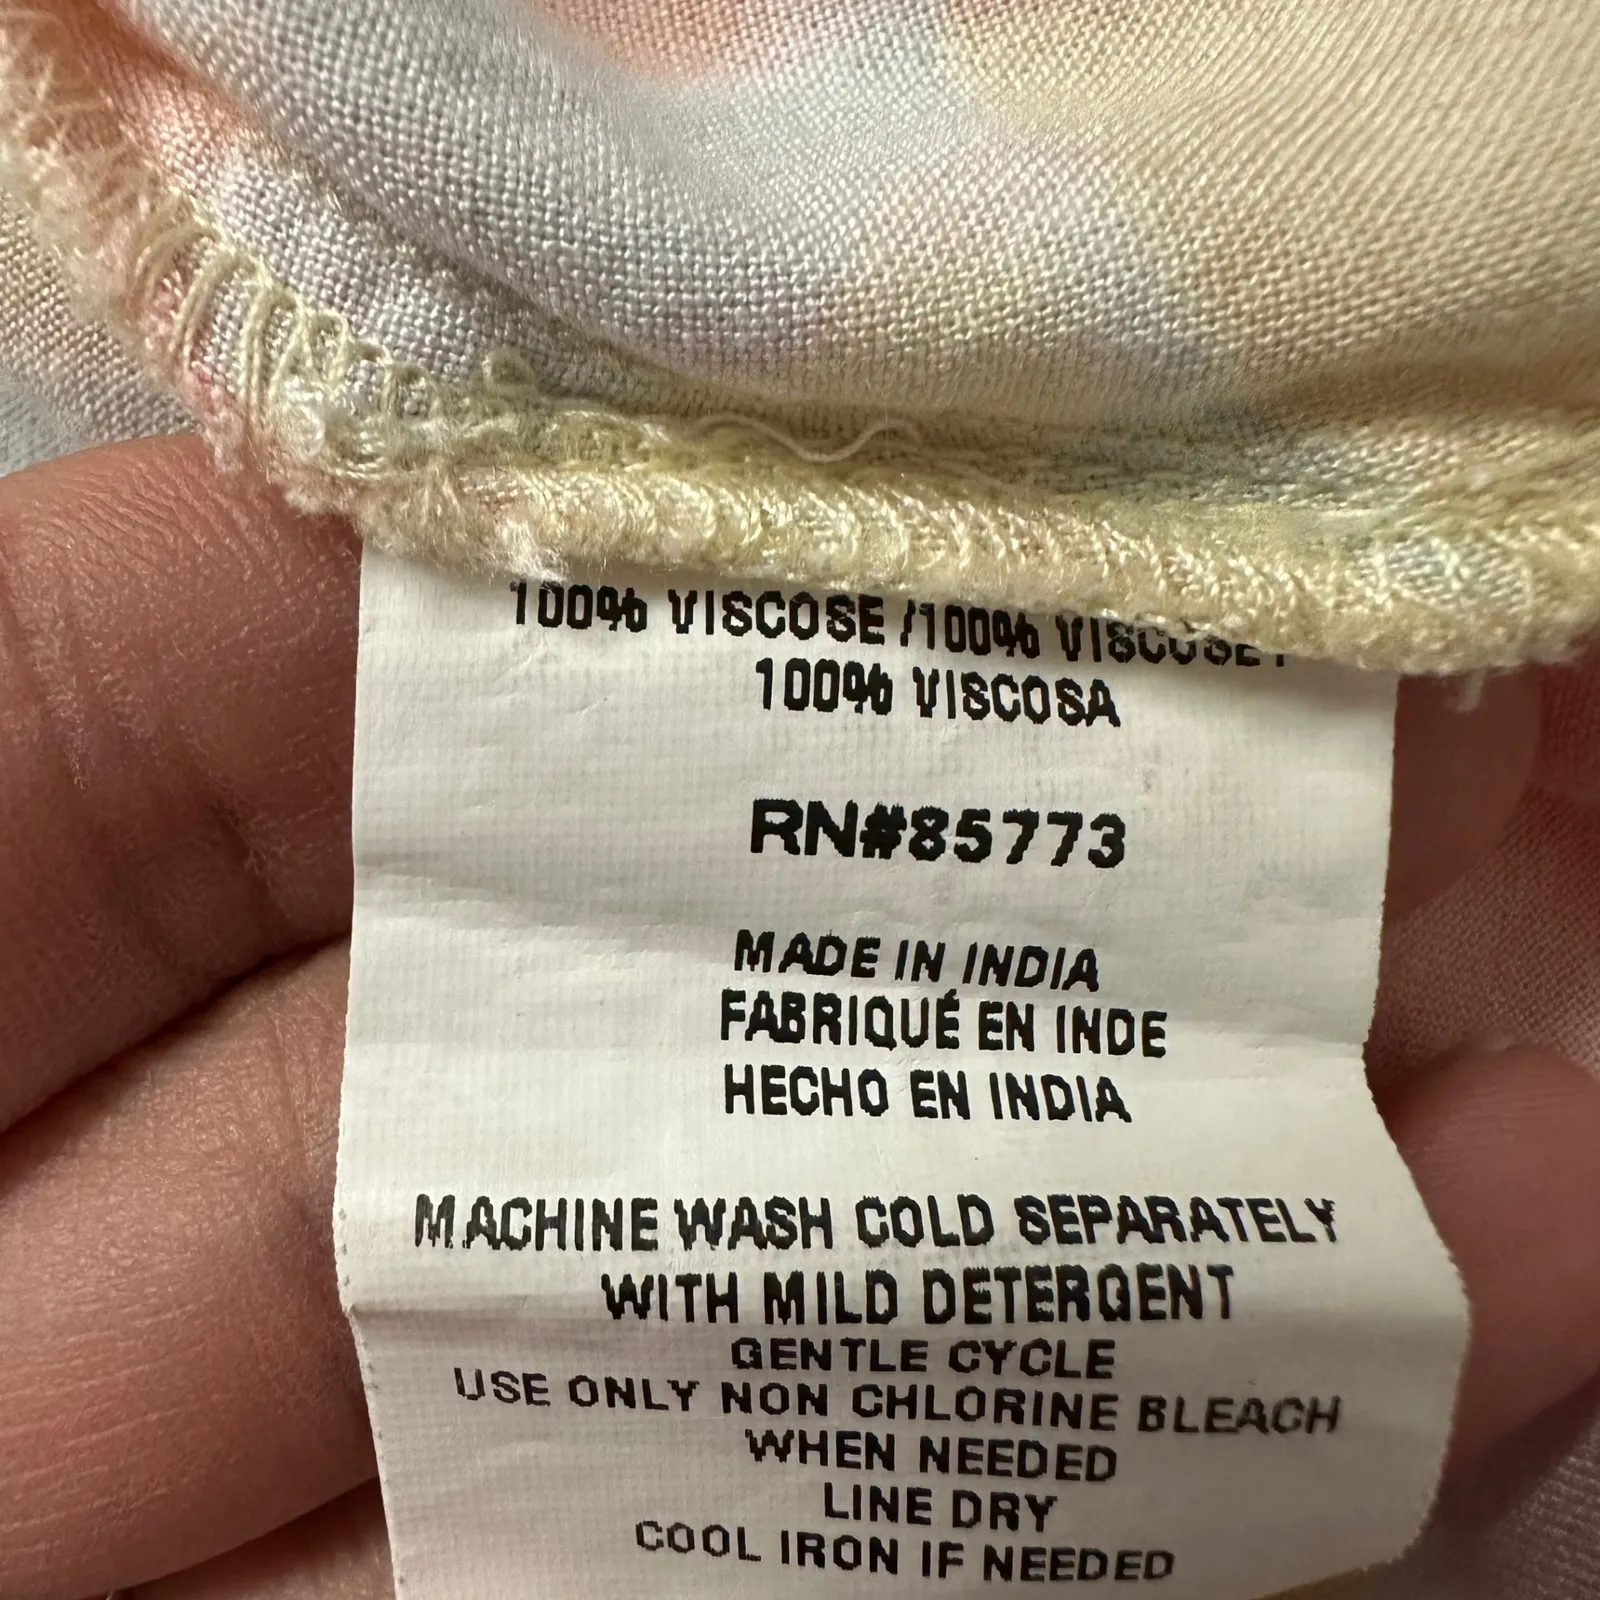 100% VISCOSE /100% VISCOSE /
100% VISCOSA
RN#85773
MADE IN INDIA
FABRIQUÉ EN INDE
HECHO EN INDIA
MACHINE WASH COLD SEPARATELY
WITH MILD DETERGENT
GENTLE CYCLE
USE ONLY NON CHLORINE BLEACH
WHEN NEEDED
LINE DRY
COOL IRON IF NEEDED